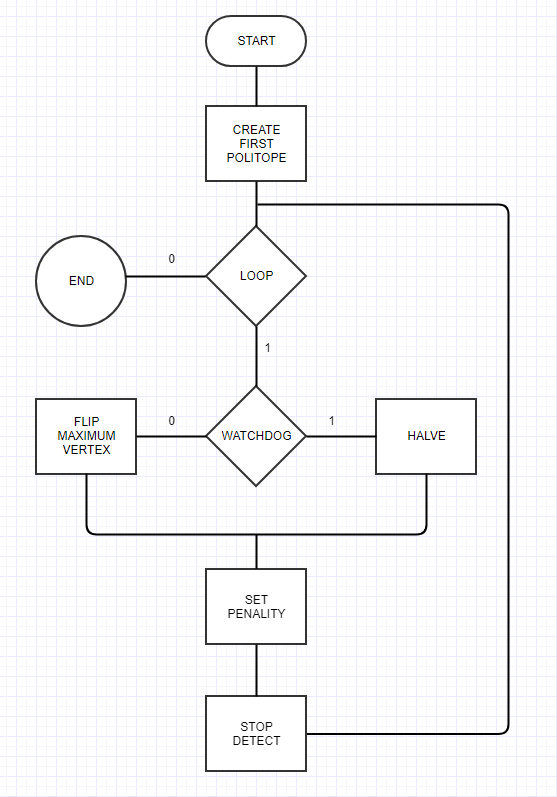 START
CREATE
FIRST
POLITOPE
0
END
LOOP
1
FLIP
MAXIMUM
VERTEX
0
WATCHDOG
1
HALVE
SET
PENALITY
STOP
DETECT